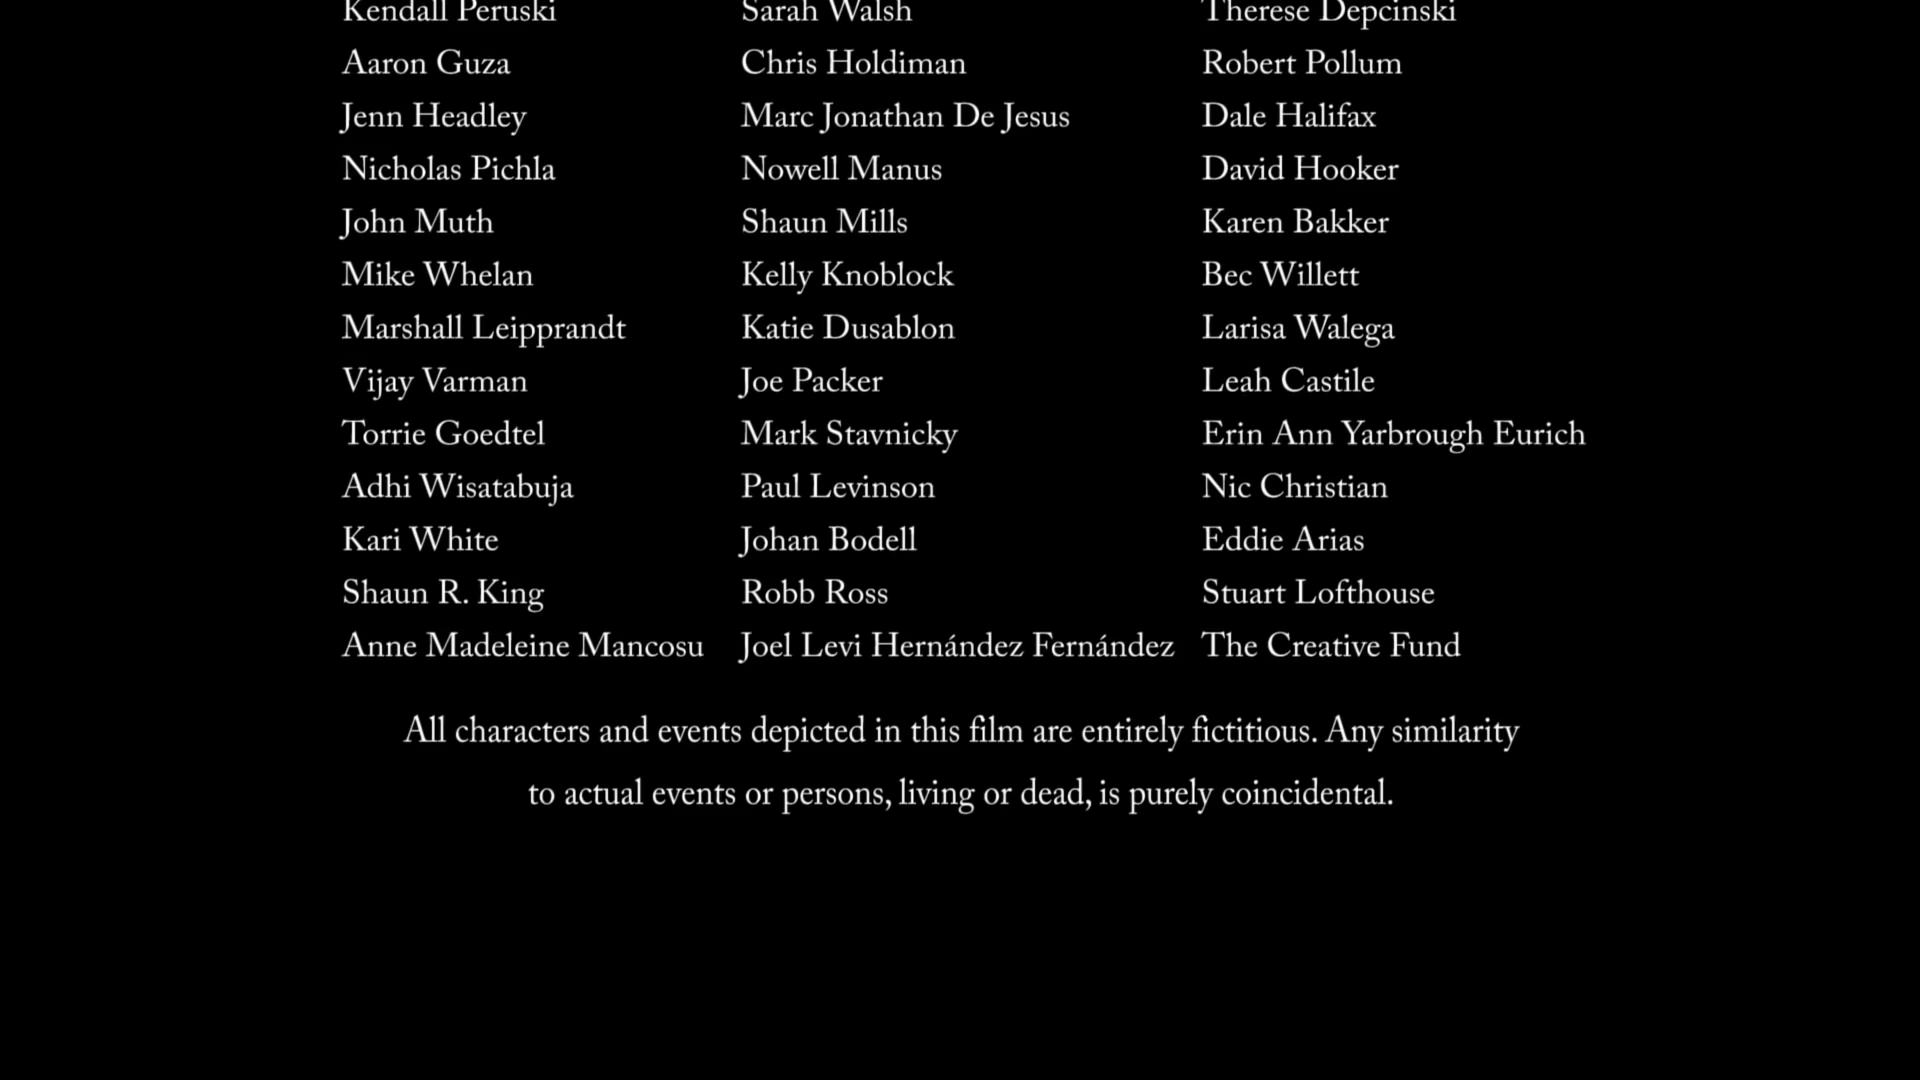 Kendall Peruski Sarah Walsh Therese Depcinski
Aaron Guza Chris Holdiman Robert Pollum
Jenn Headley Marc Jonathan De Jesus Dale Halifax
Nicholas Pichla Nowell Manus David Hooker
John Muth Shaun Mills Karen Bakker
Mike Whelan Kelly Knoblock Bec Willett
Marshall Leipprandt Katie Dusablon Larisa Walega
Vijay Varman Joe Packer Leah Castile
Torrie Goedtel Mark Stavnicky Erin Ann Yarbrough Eurich
Adhi Wisatabuja Paul Levinson Nic Christian
Kari White Johan Bodell Eddie Arias
Shaun R. King Robb Ross Stuart Lofthouse
Anne Madeleine Mancosu Joel Levi Hernández Fernández The Creative Fund
All characters and events depicted in this film are entirely fictitious. Any similarity
to actual events or persons, living or dead, is purely coincidental.